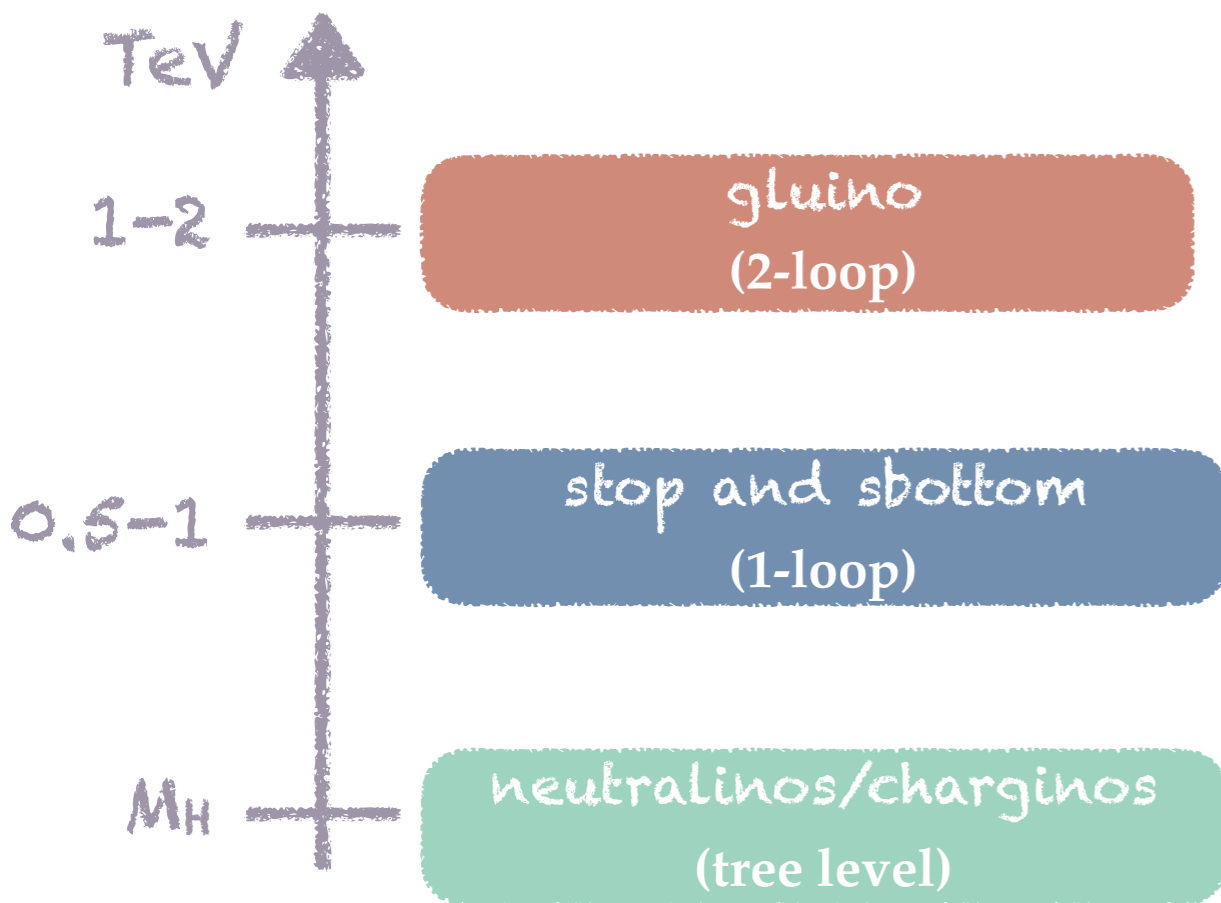 TeV
1-2
gluino
(2-loop)
0.5-1
stop and sbottom
(1-loop)
MH
neutralinos/charginos
(tree level)